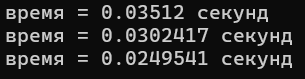 время = 0.03512 секунд
время = 0.0302417 секунд
время = 0.0249541 секунд